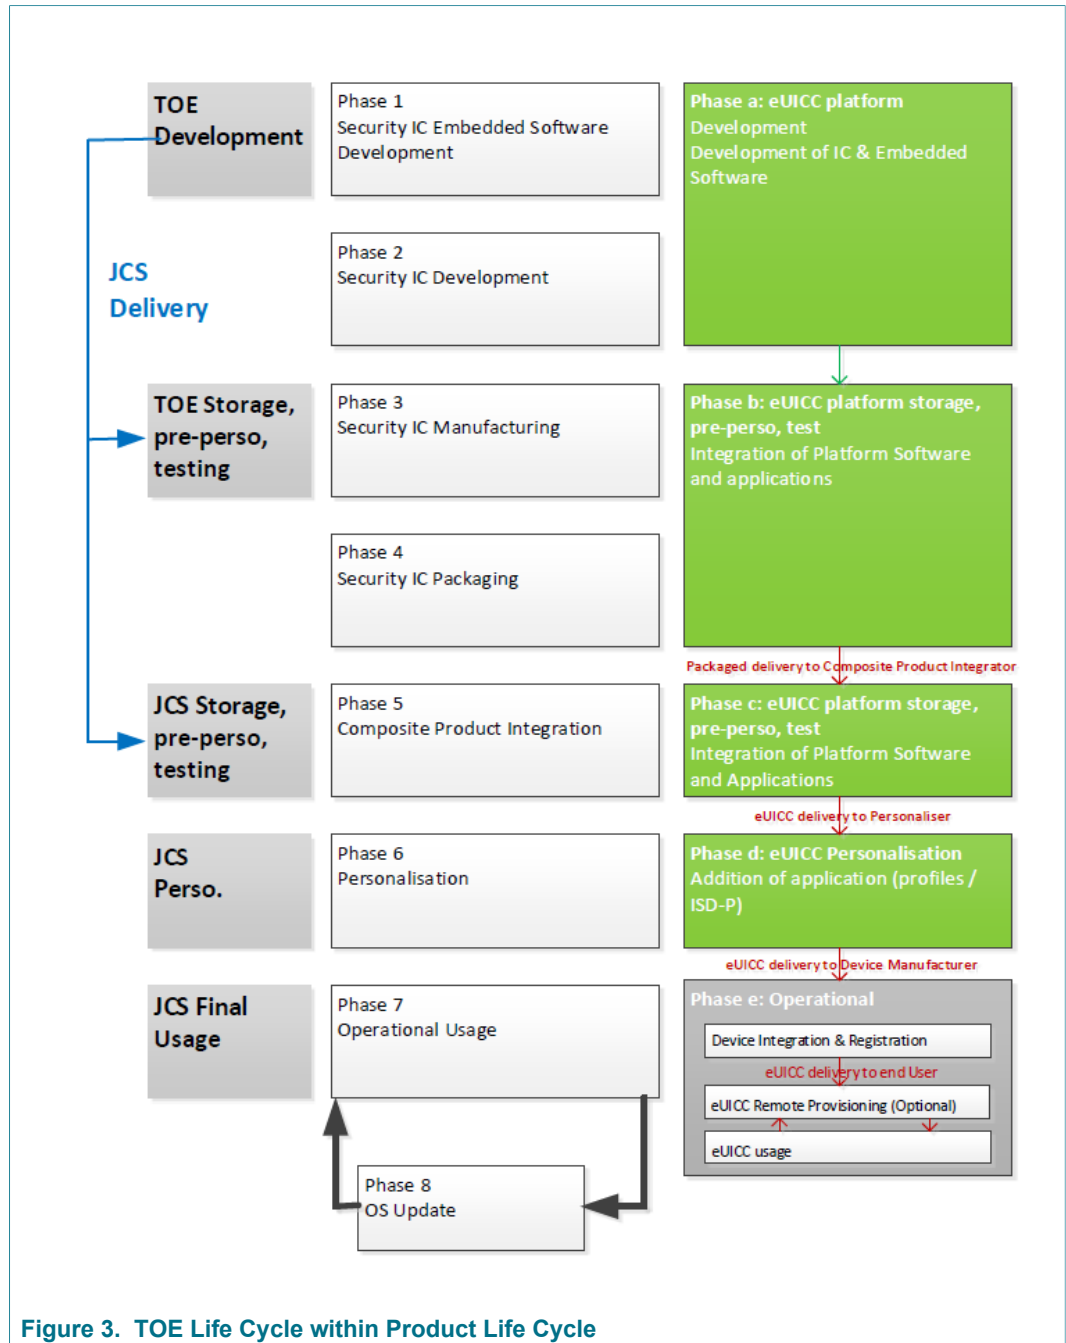 TOE
Development
Phase 1
Security IC Embedded Software
Development
Phase a: eUICC platform
Development
Development of IC & Embedded
Software
JCS
Delivery
Phase 2
Security IC Development
TOE Storage,
pre-perso,
testing
Phase 3
Security IC Manufacturing
Phase b: eUICC platform storage,
pre-perso, test
Integration of Platform Software
and applications
Phase 4
Security IC Packaging
Packaged delivery to Composite Product Integrator
JCS Storage,
pre-perso,
testing
Phase 5
Composite Product Integration
Phase c: eUICC platform storage,
pre-perso, test
Integration of Platform Software
and Applications
eUICC delivery to Personaliser
JCS
Perso.
Phase 6
Personalisation
Phase d: eUICC Personalisation
Addition of application (profiles /
ISD-P)
eUICC delivery to Device Manufacturer
JCS Final
Usage
Phase 7
Operational Usage
Phase e: Operational
Device Integration & Registration
eUICC delivery to end User
eUICC Remote Provisioning (Optional)
eUICC usage
Phase 8
OS Update
Figure 3. TOE Life Cycle within Product Life Cycle